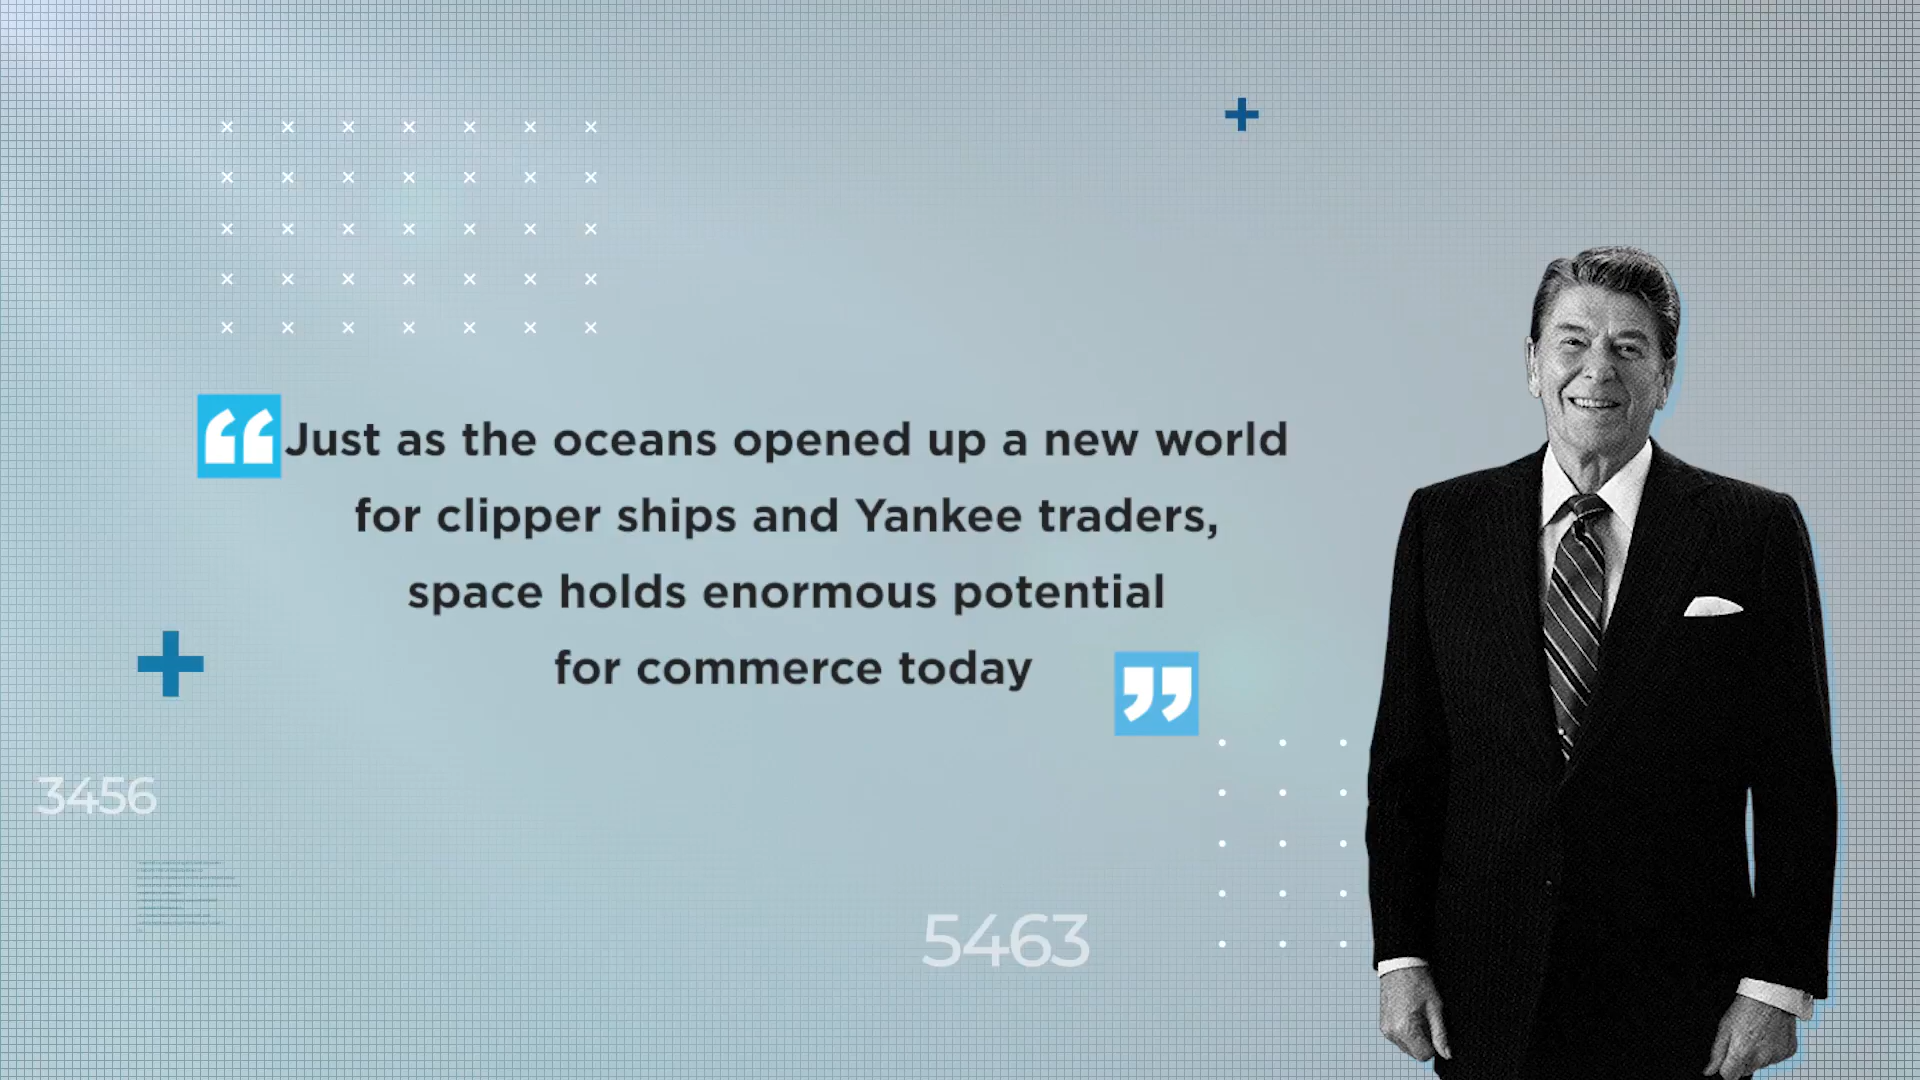 “Just as the oceans opened up a new world
for clipper ships and Yankee traders,
space holds enormous potential
for commerce today”
3456
5463